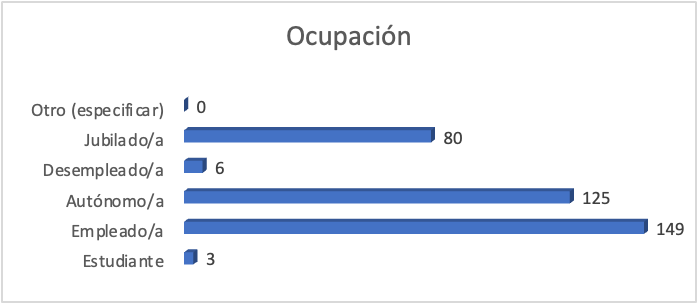 Ocupación
Otro (especificar) 0
Jubilado/a 80
Desempleado/a 6
Autónomo/a 125
Empleado/a 149
Estudiante 3